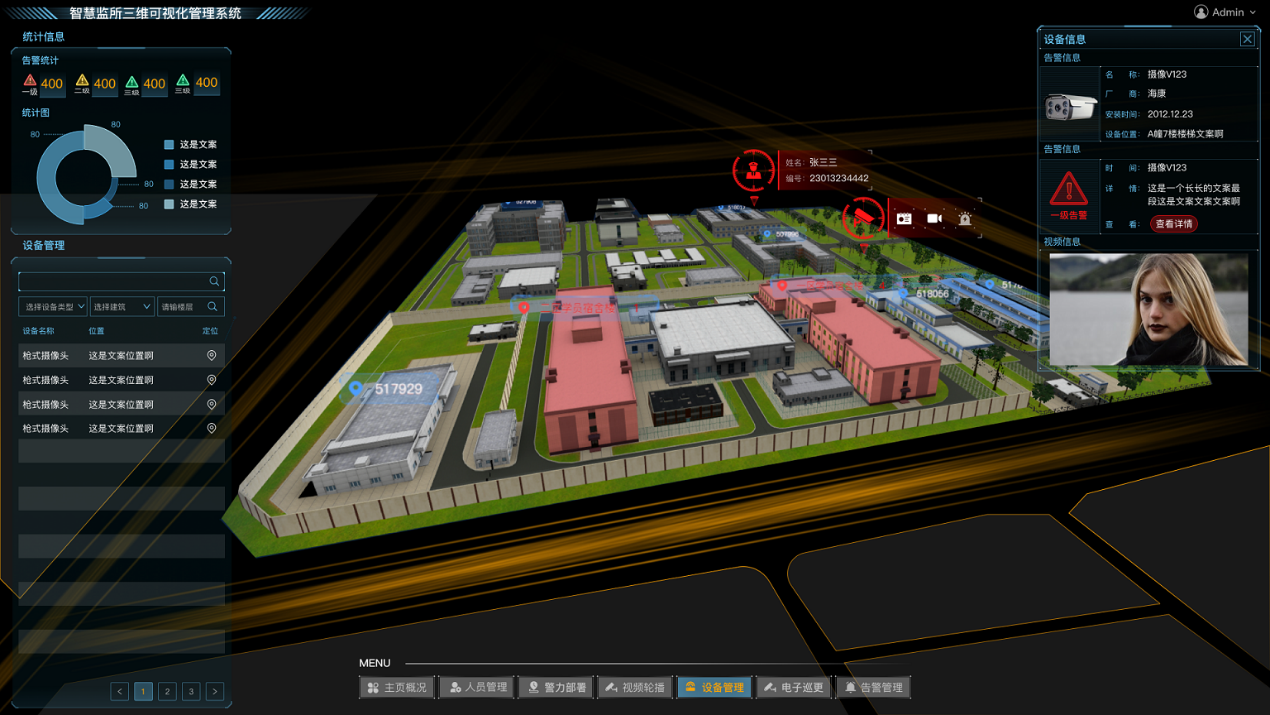 智慧监所三维可视化管理系统
Admin
统计信息
告警统计
一级 400
二级 400
三级 400
三级 400
统计图
80
80
80
80
这是文案
这是文案
这是文案
这是文案
设备管理
选择设备类型
选择建筑
请输楼层
设备名称 位置 定位
枪式摄像头 这是文案位置啊
枪式摄像头 这是文案位置啊
枪式摄像头 这是文案位置啊
枪式摄像头 这是文案位置啊
< 1 2 3 >
姓名: 张三三
编号: 23013234442
517929
518056
设备信息
告警信息
名 称: 摄像V123
厂 商: 海康
安装时间: 2012.12.23
设备位置: A幢7楼楼梯文案啊
告警信息
一级告警
时 间: 摄像V123
详 情: 这是一个长长的文案最
段这是文案文案文案啊
查 看: 查看详情
视频信息
MENU
主页概况
人员管理
警力部署
视频轮播
设备管理
电子巡更
告警管理